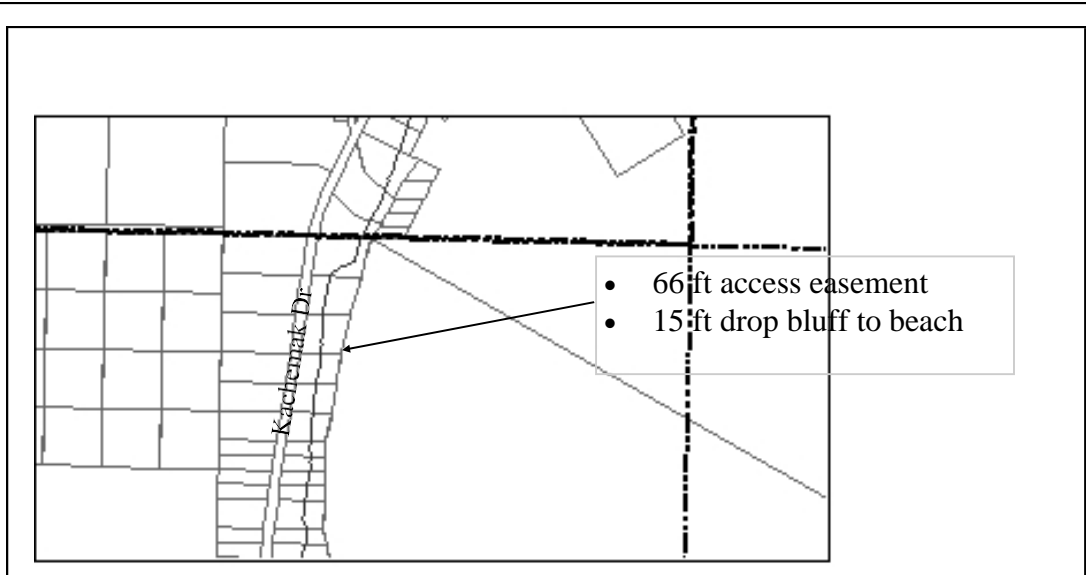 • 66 ft access easement
• 15 ft drop bluff to beach
Kachemak Dr